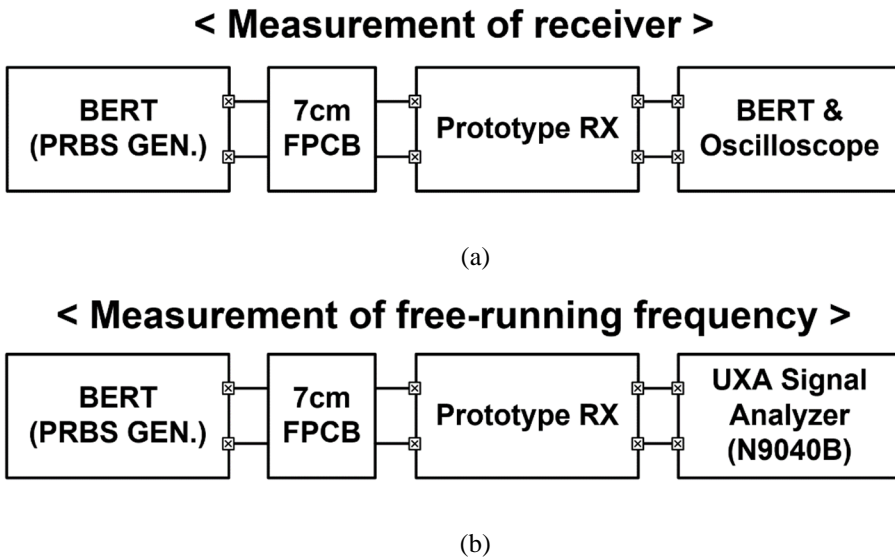 < Measurement of receiver >
BERT
(PRBS GEN.)
7cm
FPCB
Prototype RX
BERT &
Oscilloscope
(a)
< Measurement of free-running frequency >
BERT
(PRBS GEN.)
7cm
FPCB
Prototype RX
UXA Signal
Analyzer
(N9040B)
(b)